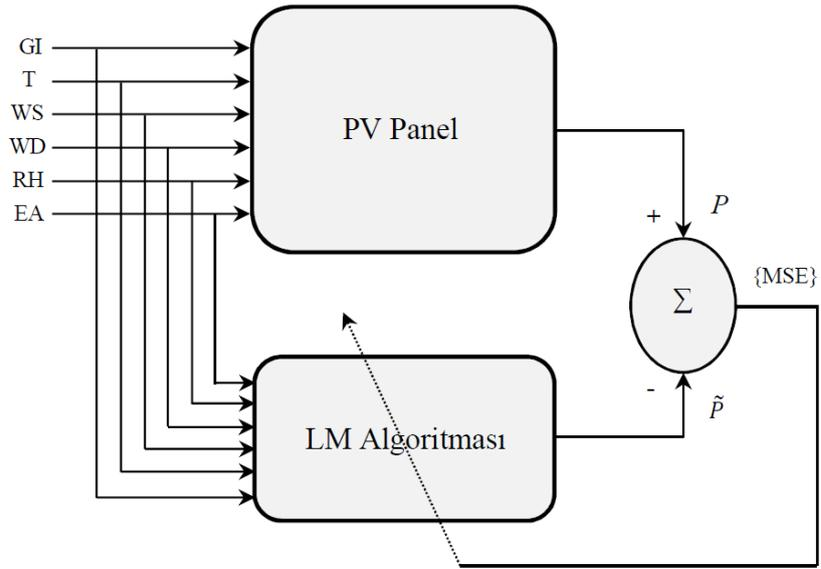 GI
T
WS
WD
RH
EA
PV Panel
P
+
{MSE}
Σ
-
P̃
LM Algoritması